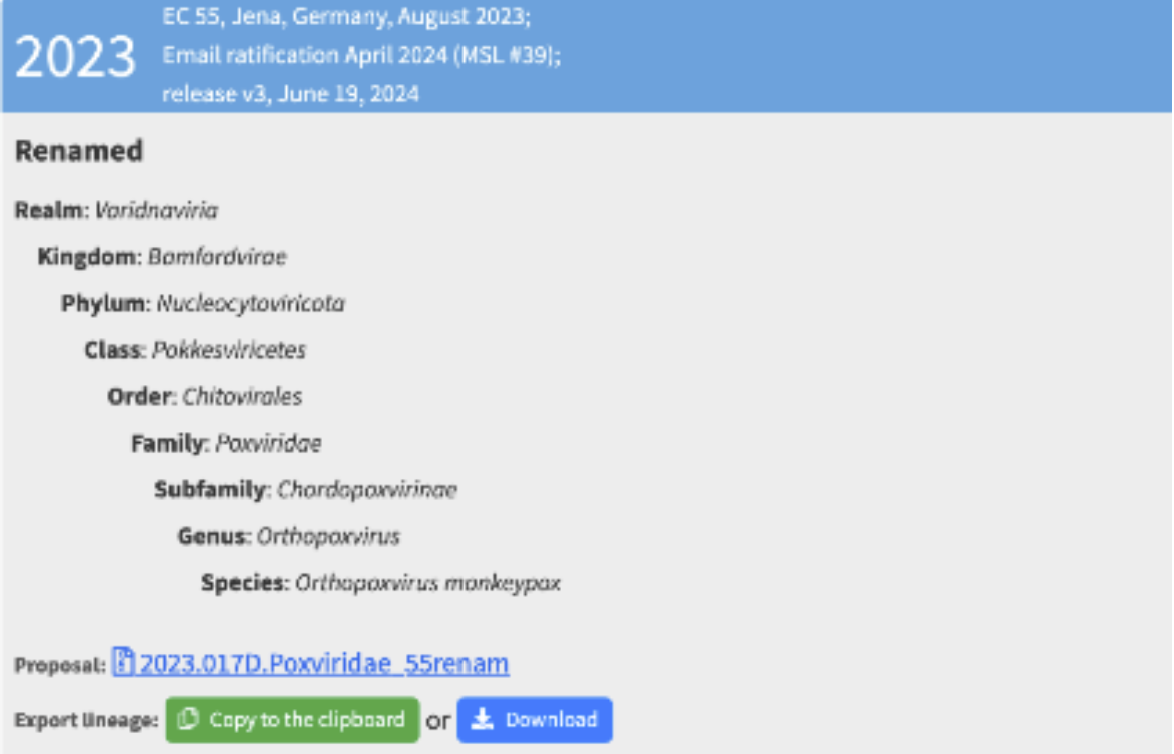 2023
EC 55, Jena, Germany, August 2023;
Email ratification April 2024 (MSL #39);
release v3, June 19, 2024
Renamed
Realm: Varidnaviria
Kingdom: Bamfordvirae
Phylum: Nucleocytoviricota
Class: Pokkesviricetes
Order: Chitovirales
Family: Poxviridae
Subfamily: Chordopoxvirinae
Genus: Orthopoxvirus
Species: Orthopoxvirus monkeypox
Proposal: 2023.017D.Poxviridae_55renam
Export lineage: Copy to the clipboard or Download